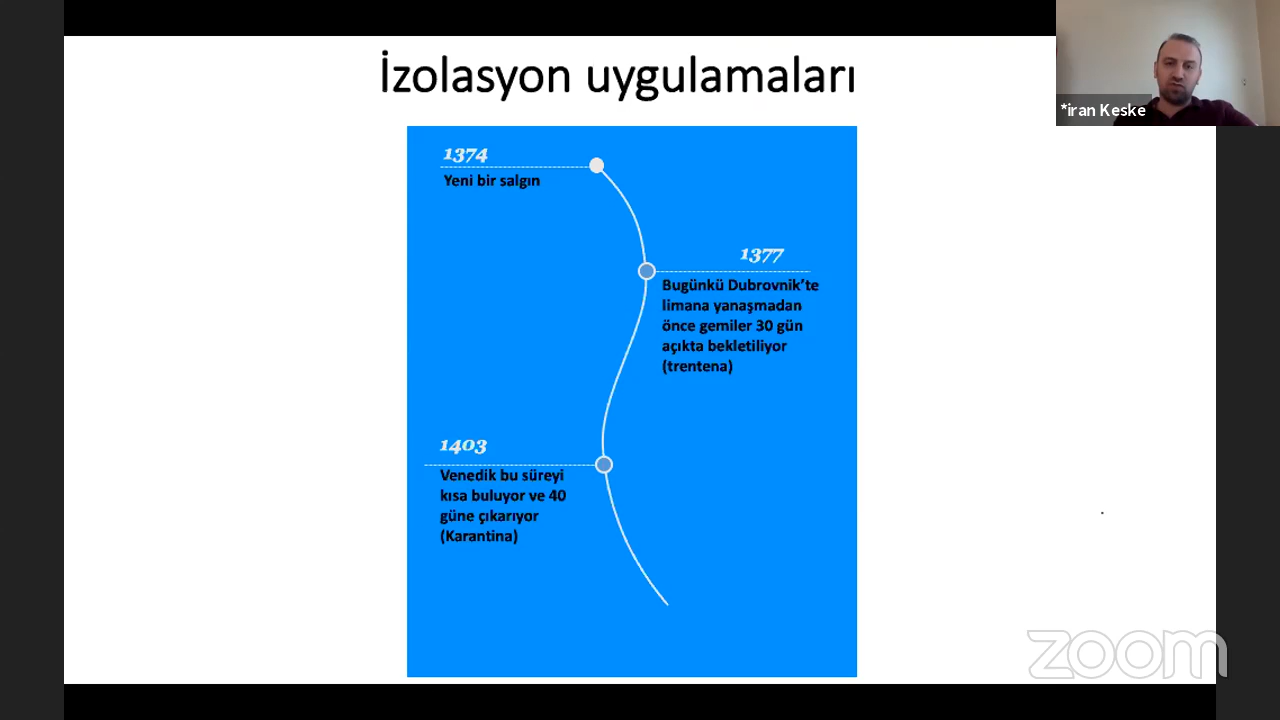 İzolasyon uygulamaları
*iran Keske
1374
Yeni bir salgın
1377
Bugünkü Dubrovnik’te
limana yanaşmadan
önce gemiler 30 gün
açıkta bekletiliyor
(trentena)
1403
Venedik bu süreyi
kısa buluyor ve 40
güne çıkarıyor
(Karantina)
zoom